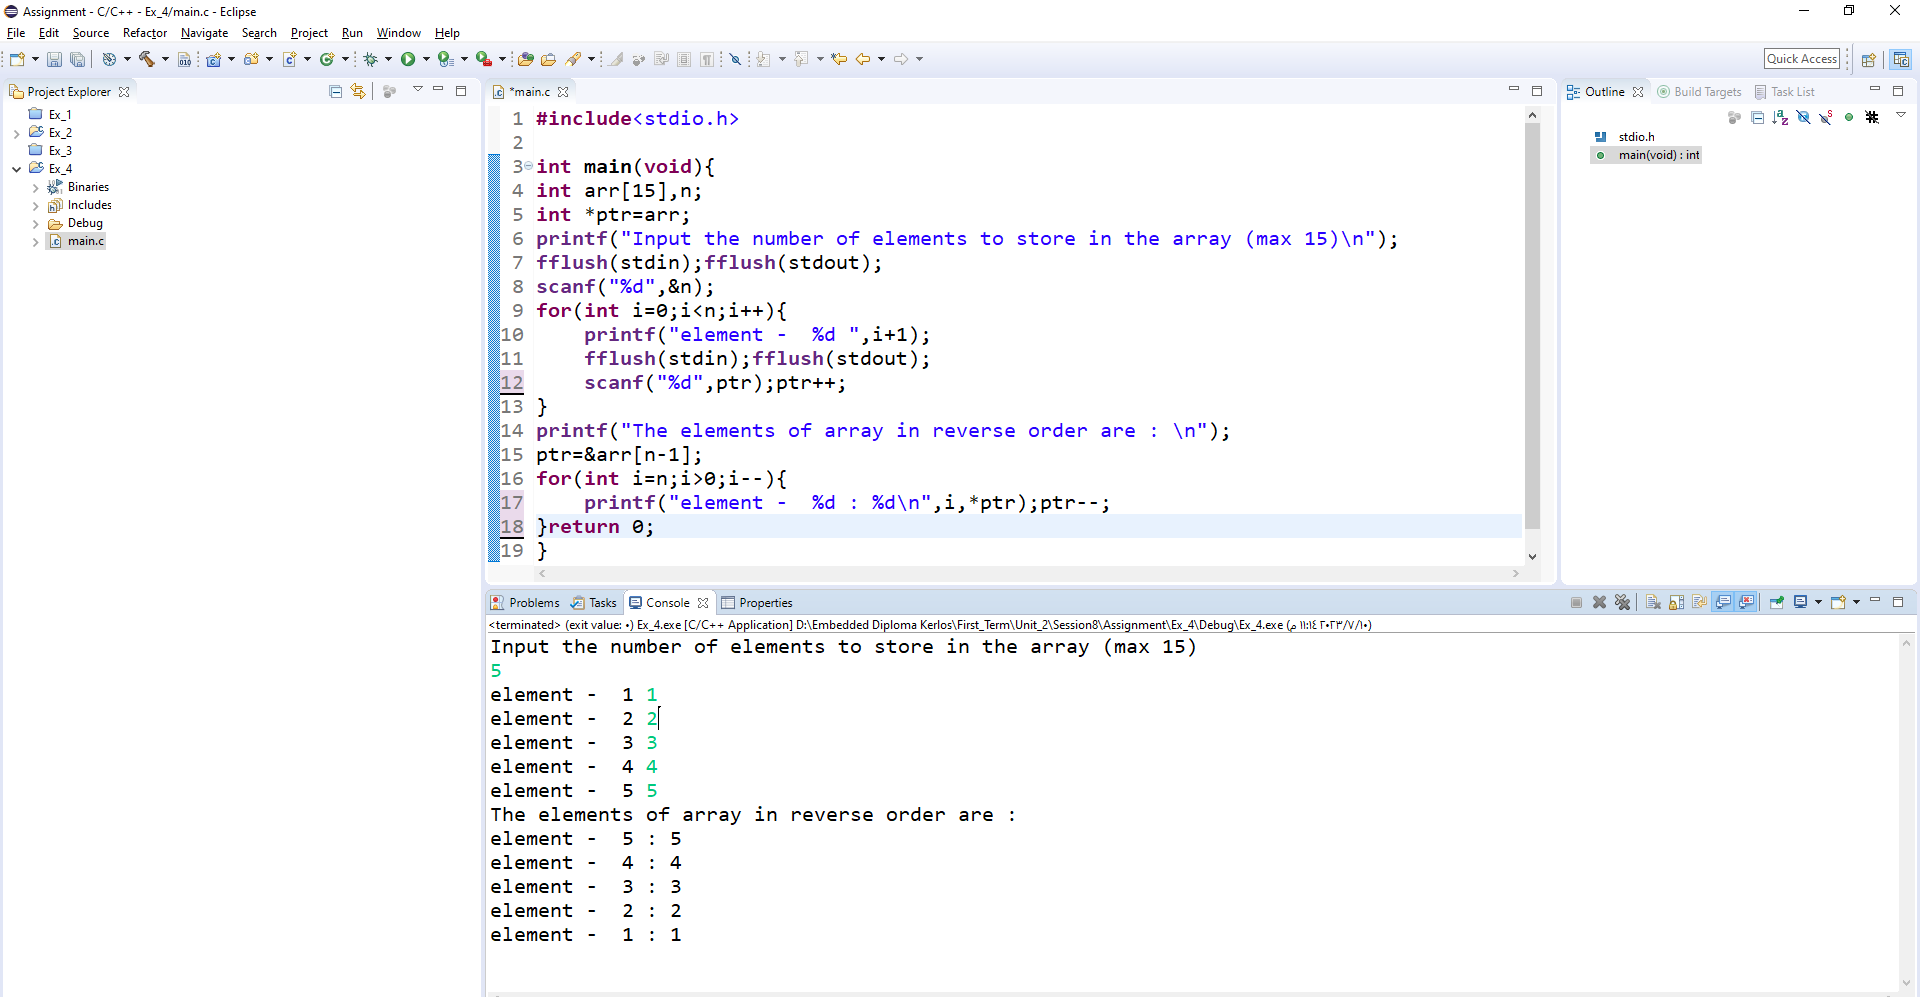 Assignment - C/C++ - Ex_4/main.c - Eclipse
File Edit Source Refactor Navigate Search Project Run Window Help
Quick Access
Project Explorer
Ex_1
Ex_2
Ex_3
Ex_4
Binaries
Includes
Debug
main.c
*main.c
1 #include<stdio.h>
2
3 int main(void){
4 int arr[15],n;
5 int *ptr=arr;
6 printf("Input the number of elements to store in the array (max 15)\n");
7 fflush(stdin);fflush(stdout);
8 scanf("%d",&n);
9 for(int i=0;i<n;i++){
10     printf("element -  %d ",i+1);
11     fflush(stdin);fflush(stdout);
12     scanf("%d",ptr);ptr++;
13 }
14 printf("The elements of array in reverse order are : \n");
15 ptr=&arr[n-1];
16 for(int i=n;i>0;i--){
17     printf("element -  %d : %d\n",i,*ptr);ptr--;
18 }return 0;
19 }
Outline Build Targets Task List
stdio.h
main(void) : int
Problems Tasks Console Properties
<terminated> (exit value: ٠) Ex_4.exe [C/C++ Application] D:\Embedded Diploma Kerlos\First_Term\Unit_2\Session8\Assignment\Ex_4\Debug\Ex_4.exe (٢٠٢٣/٧/١٠ ١١:١٤ م)
Input the number of elements to store in the array (max 15)
5
element -  1 1
element -  2 2
element -  3 3
element -  4 4
element -  5 5
The elements of array in reverse order are :
element -  5 : 5
element -  4 : 4
element -  3 : 3
element -  2 : 2
element -  1 : 1